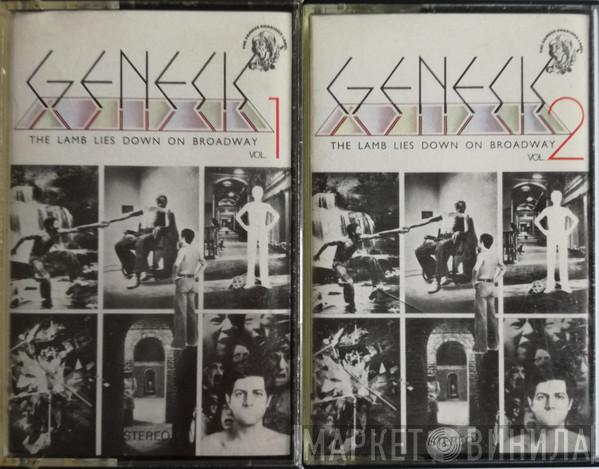 GENESIS
THE LAMB LIES DOWN ON BROADWAY
VOL. 1
STEREO
GENESIS
THE LAMB LIES DOWN ON BROADWAY
VOL. 2
STEREO
МАРКЕТ ВИНИЛА